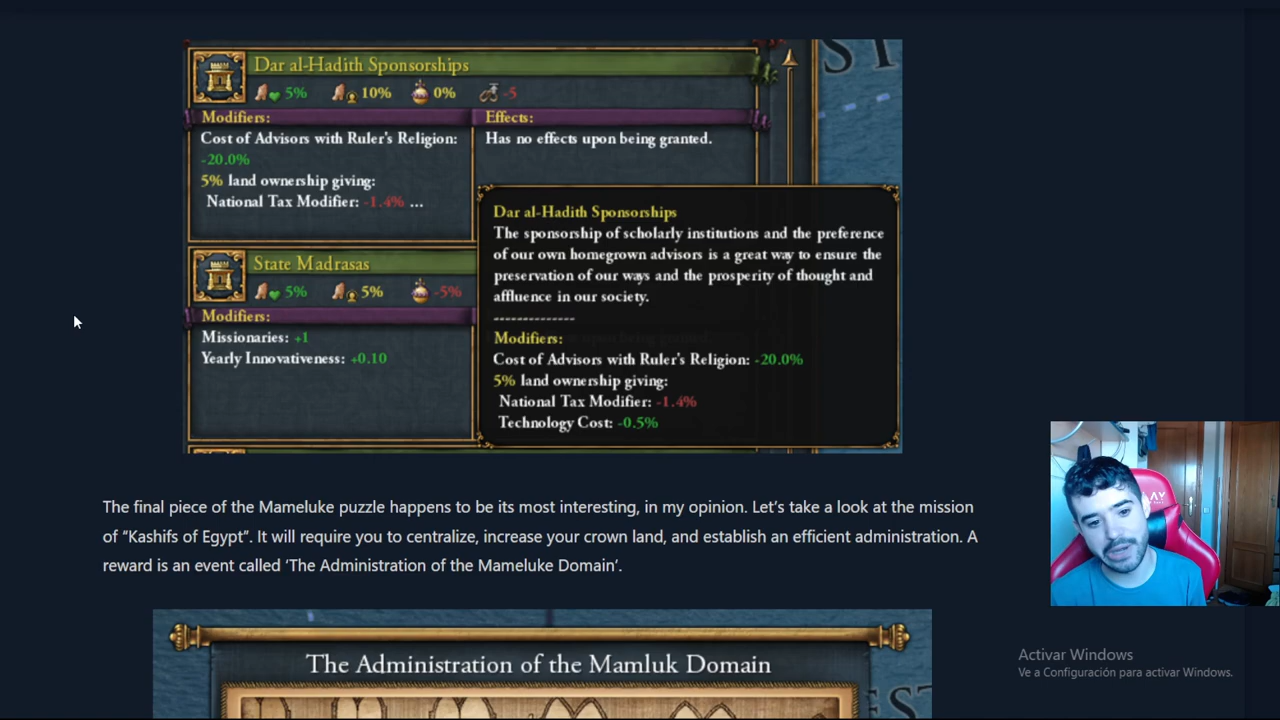 Dar al-Hadith Sponsorships
5% 10% 0% -5
Modifiers: Effects:
Cost of Advisors with Ruler's Religion: Has no effects upon being granted.
-20.0%
5% land ownership giving:
National Tax Modifier: -1.4% ...
Dar al-Hadith Sponsorships
The sponsorship of scholarly institutions and the preference
of our own homegrown advisors is a great way to ensure the
preservation of our ways and the prosperity of thought and
affluence in our society.
--------------
Modifiers:
Cost of Advisors with Ruler's Religion: -20.0%
5% land ownership giving:
National Tax Modifier: -1.4%
Technology Cost: -0.5%
State Madrasas
5% 5% -5%
Modifiers:
Missionaries: +1
Yearly Innovativeness: +0.10
The final piece of the Mameluke puzzle happens to be its most interesting, in my opinion. Let's take a look at the mission
of “Kashifs of Egypt”. It will require you to centralize, increase your crown land, and establish an efficient administration. A
reward is an event called ‘The Administration of the Mameluke Domain’.
The Administration of the Mamluk Domain
Activar Windows
Ve a Configuración para activar Windows.